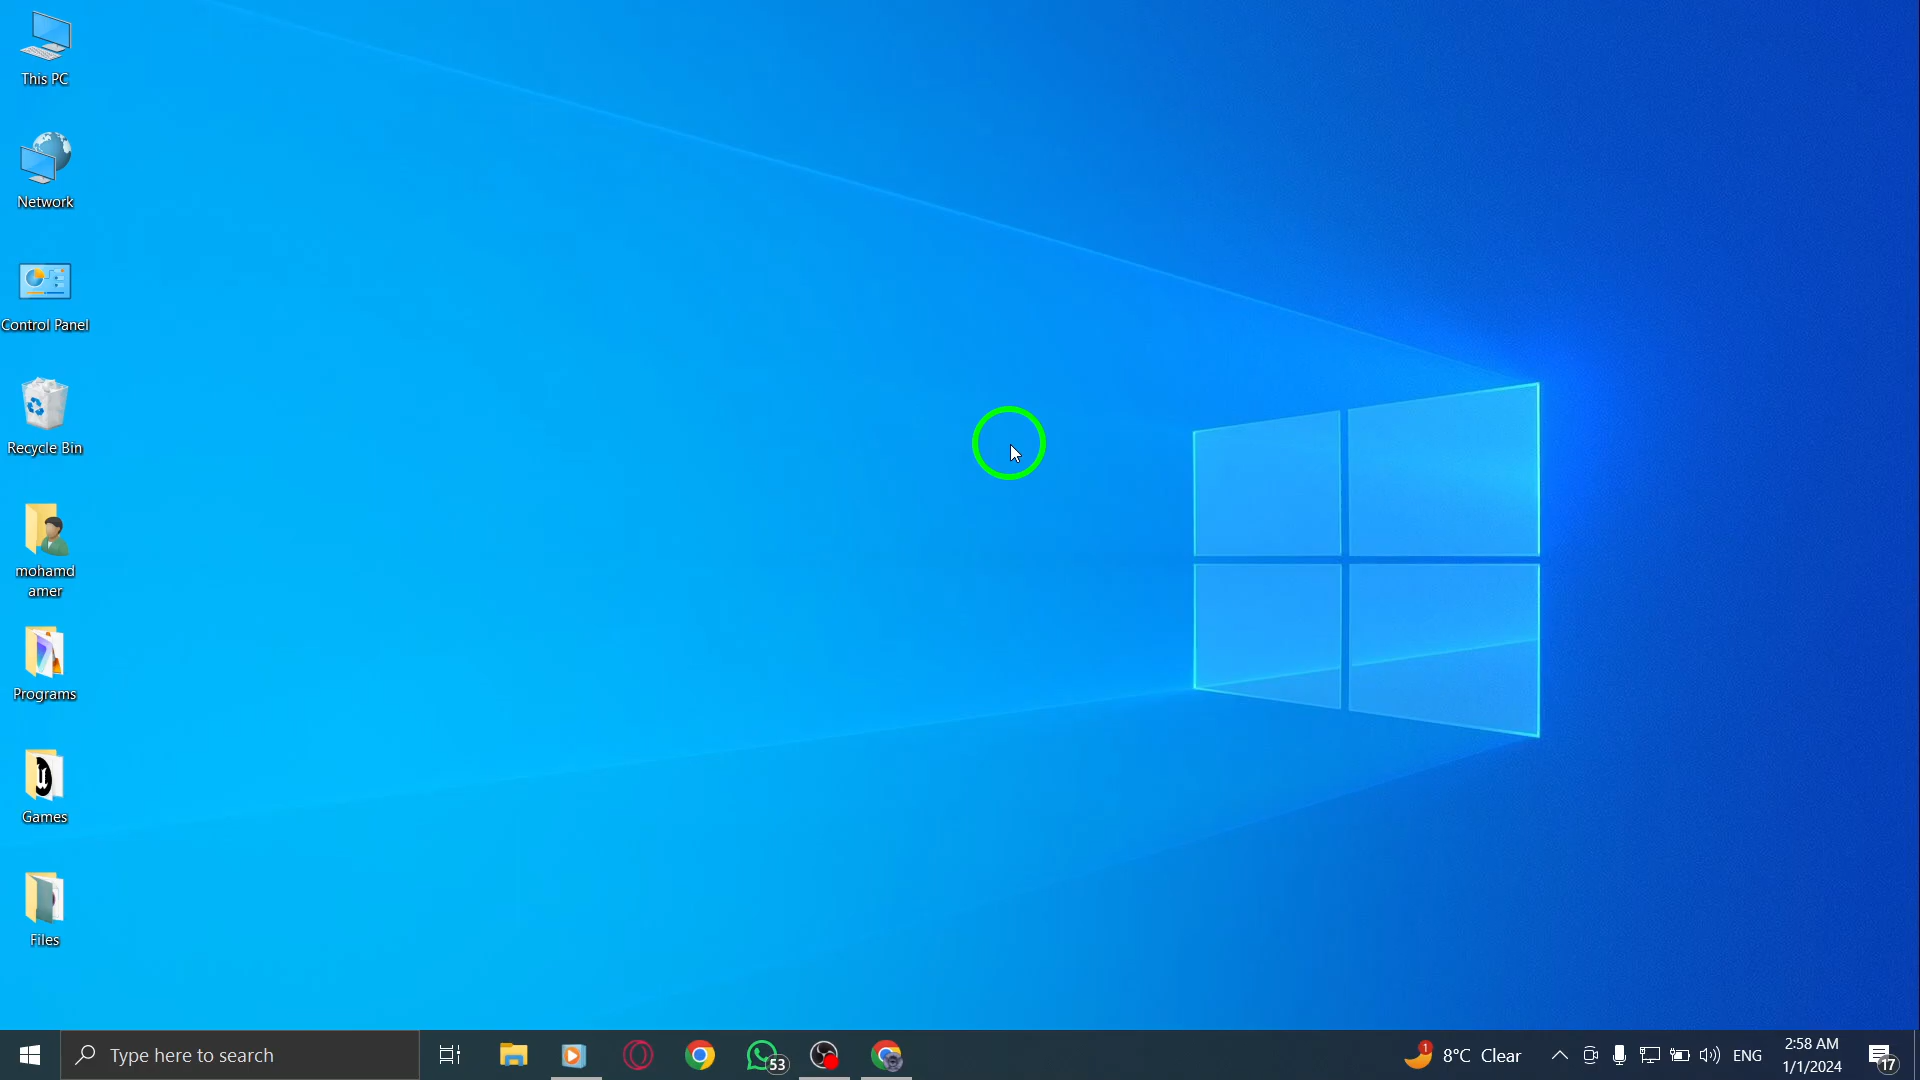 This PC
Network
Control Panel
Recycle Bin
mohamd
amer
Programs
Games
Files
Type here to search
53
1
8°C Clear
ENG
2:58 AM
1/1/2024
17